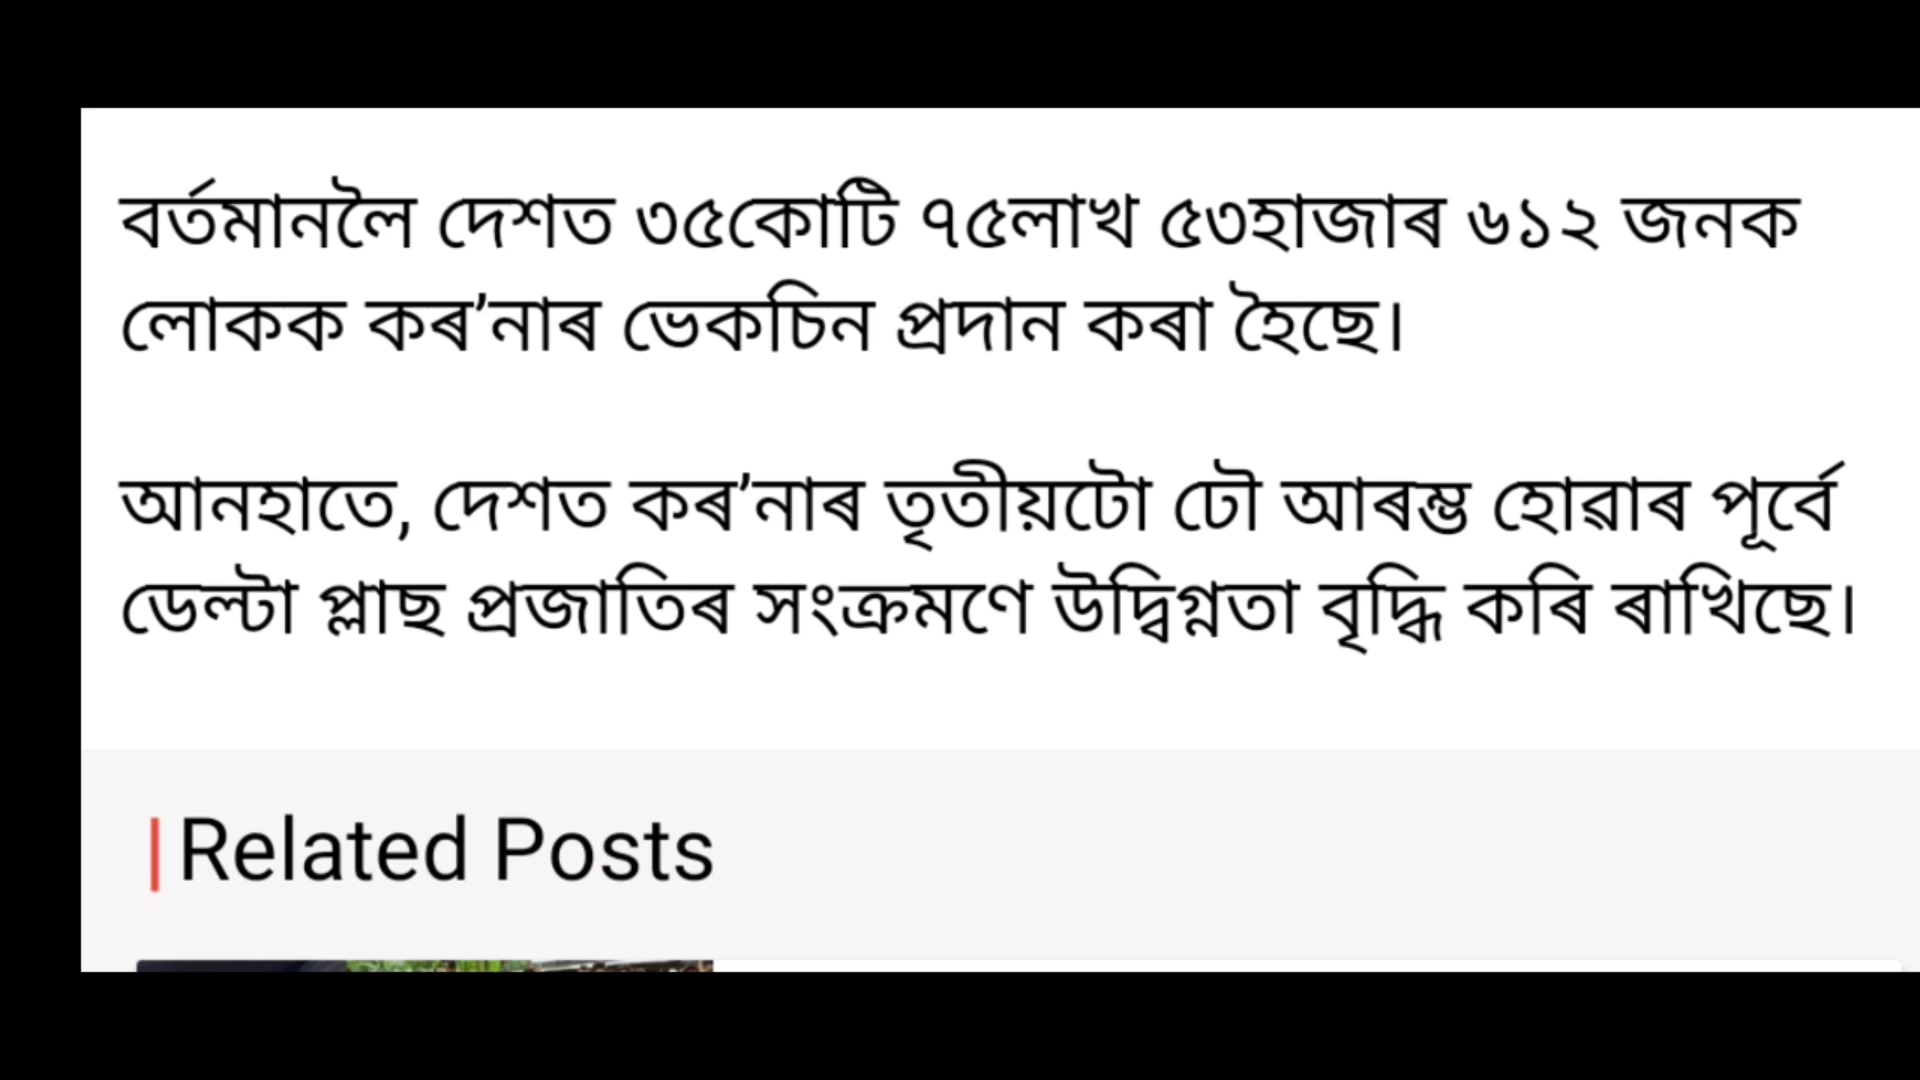 বৰ্তমানলৈ দেশত ৩৫কোটি ৭৫লাখ ৫৩হাজাৰ ৬১২ জনক
লোকক কৰ’নাৰ ভেকচিন প্ৰদান কৰা হৈছে।
আনহাতে, দেশত কৰ’নাৰ তৃতীয়টো ঢৌ আৰম্ভ হোৱাৰ পূৰ্বে
ডেল্টা প্লাছ প্ৰজাতিৰ সংক্ৰমণে উদ্বিগ্নতা বৃদ্ধি কৰি ৰাখিছে।
Related Posts